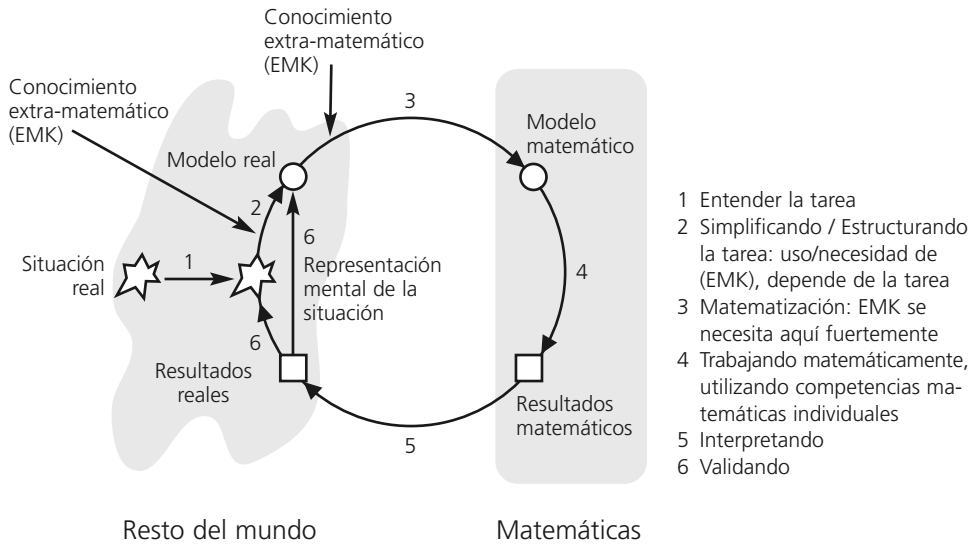 Conocimiento
extra-matemático
(EMK)
Conocimiento
extra-matemático
(EMK)
3
Modelo
matemático
Modelo real
2
6
Situación
real
1
Representación
mental de la
situación
4
6
Resultados
reales
Resultados
matemáticos
5
1 Entender la tarea
2 Simplificando / Estructurando
la tarea: uso/necesidad de
(EMK), depende de la tarea
3 Matematización: EMK se
necesita aquí fuertemente
4 Trabajando matemáticamente,
utilizando competencias ma-
temáticas individuales
5 Interpretando
6 Validando
Resto del mundo
Matemáticas